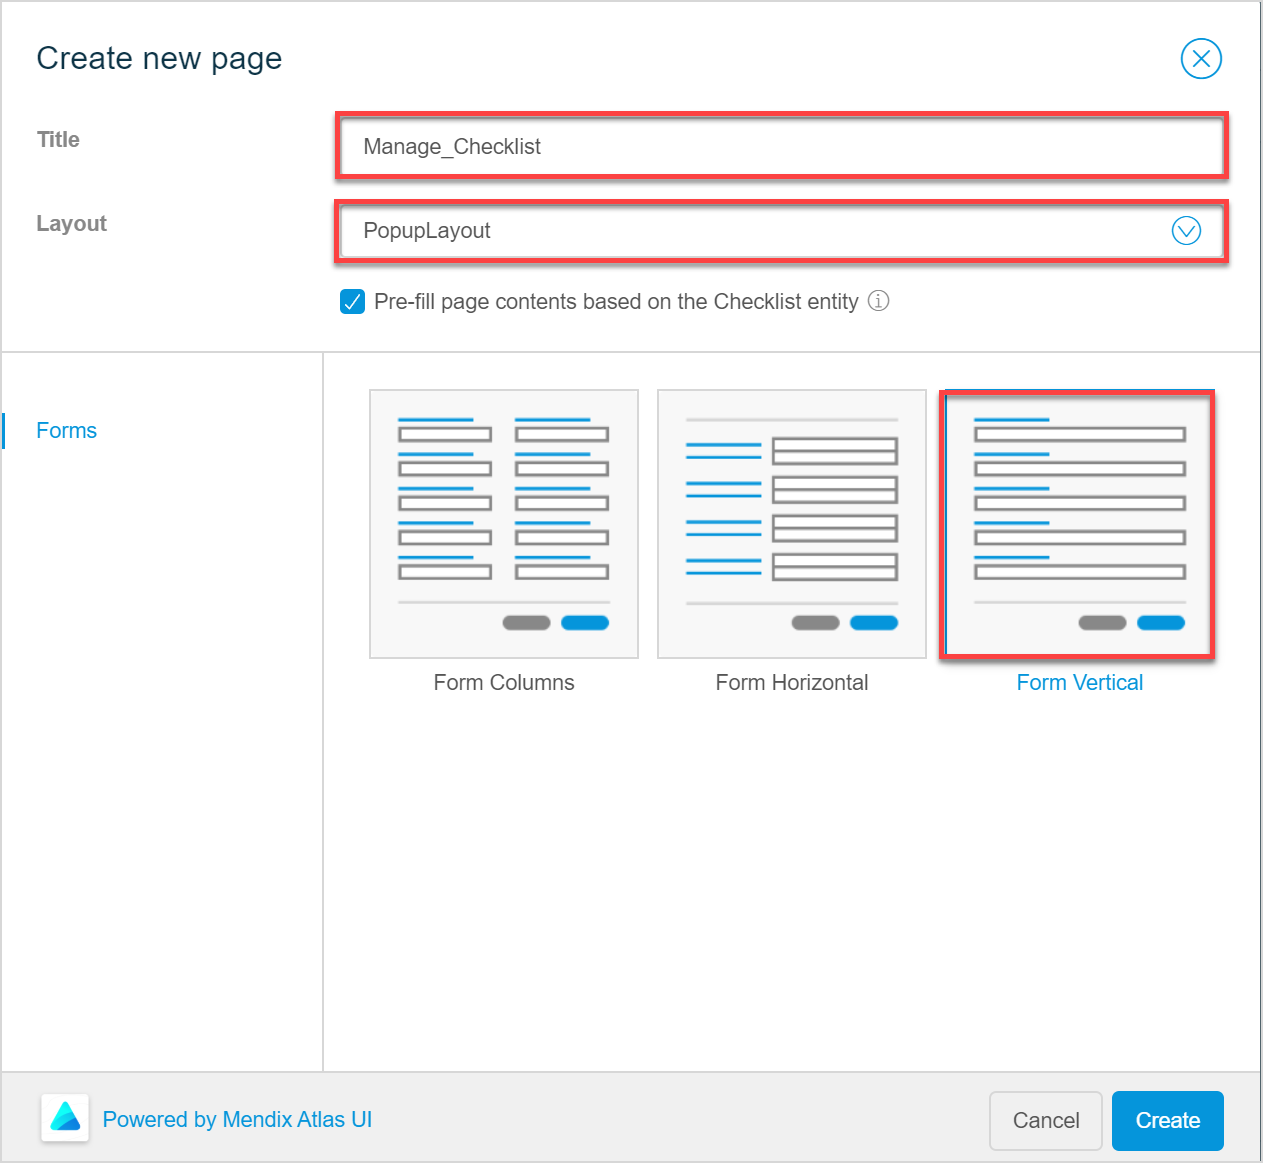 Create new page
Title
Manage_Checklist
Layout
PopupLayout
Pre-fill page contents based on the Checklist entity
Forms
Form Columns
Form Horizontal
Form Vertical
Powered by Mendix Atlas UI
Cancel
Create